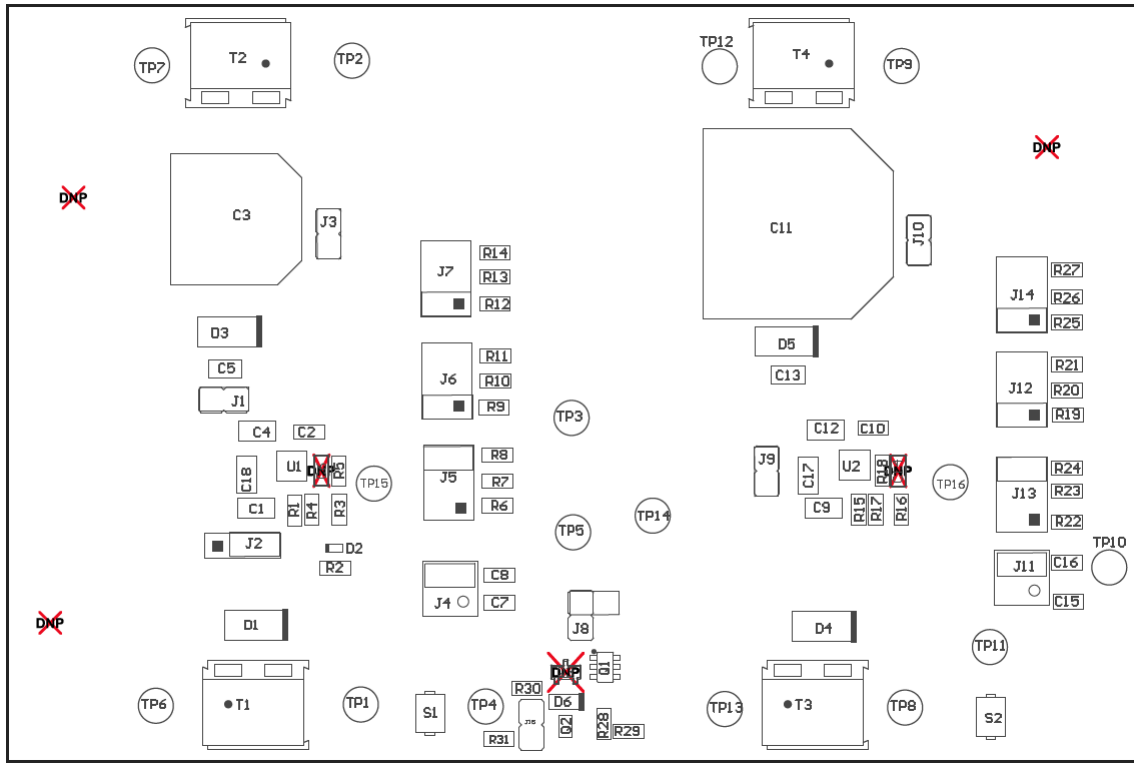 TP12
TP7
T2
TP2
T4
TP9
DNP
DNP
C3
J3
C11
J10
R14
J7
R13
R12
R27
J14
R26
R25
D3
D5
R11
C5
J6
R10
C13
R21
J12
R20
J1
R9
R19
TP3
C4
C2
C12
C10
R8
J9
U1
DNP
R5
U2
R18
DNP
R24
C18
TP15
J5
R7
C17
TP16
J13
R23
C1
R1
R4
R3
R6
TP14
C9
R15
R17
R16
R22
TP5
J2
D2
TP10
R2
C8
J11
C16
J4
C7
C15
DNP
D1
J8
D4
TP11
DNP
Q1
R30
TP6
T1
TP1
S1
TP4
D6
TP13
T3
TP8
S2
Q2
R28
R29
R31